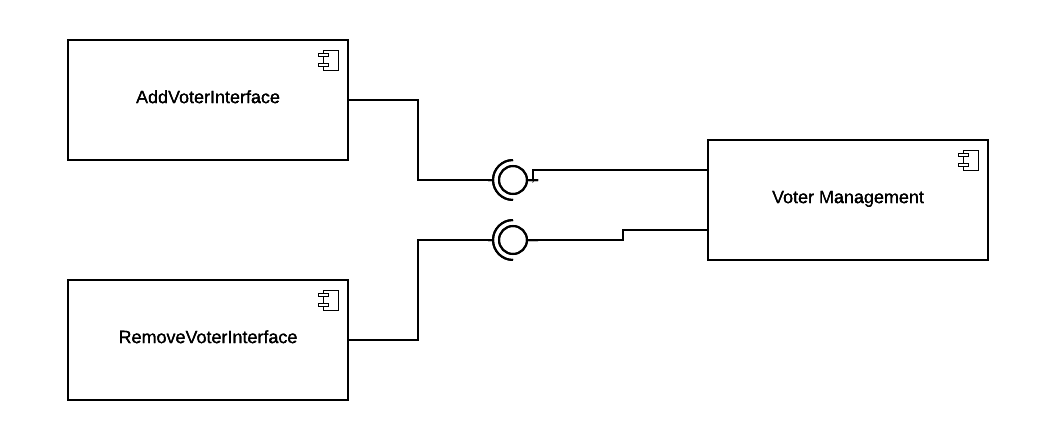 AddVoterInterface
Voter Management
RemoveVoterInterface